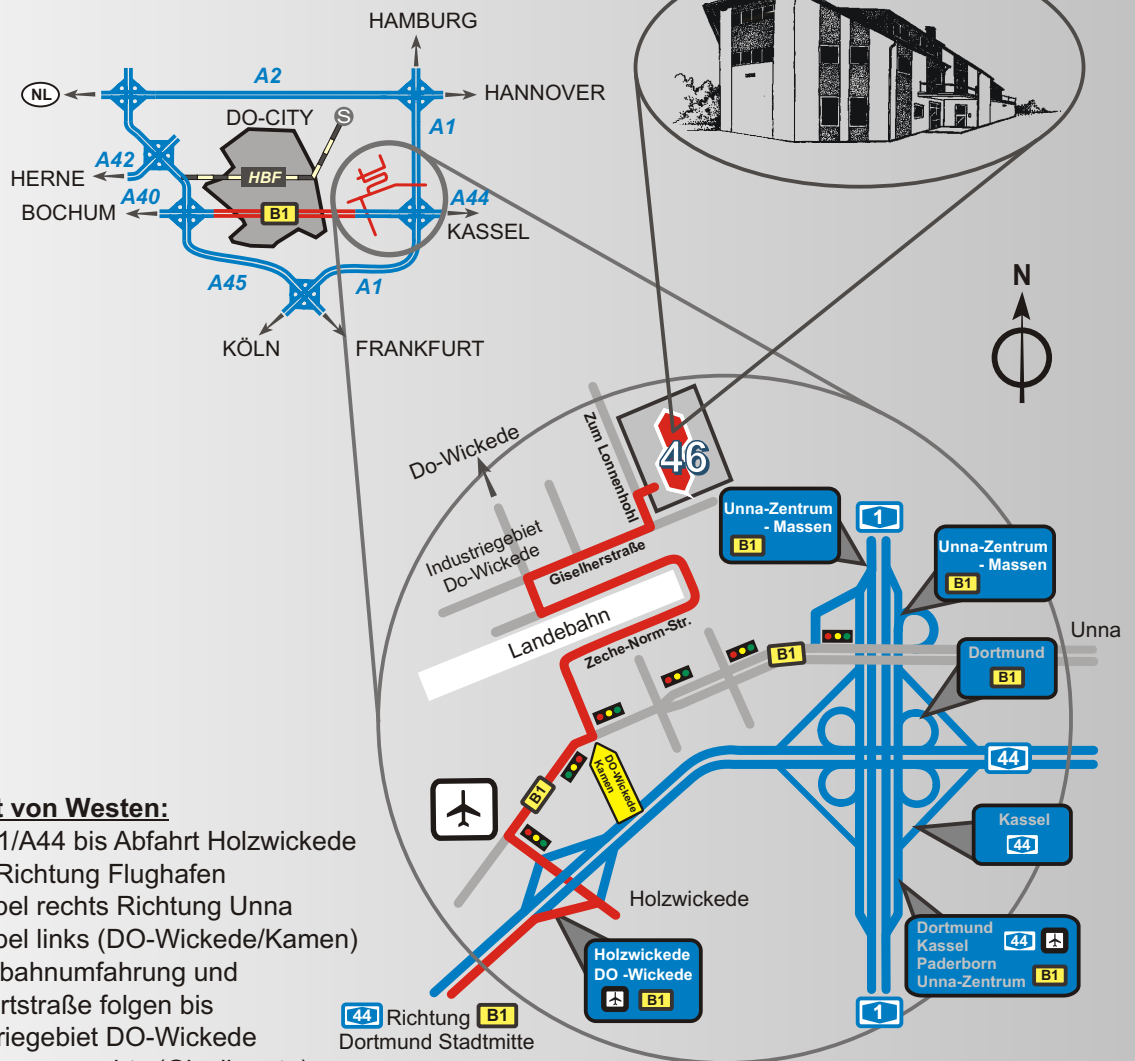 HAMBURG
NL
A2
HANNOVER
DO-CITY
S
A1
A42
HBF
HERNE
A40
A44
BOCHUM
B1
KASSEL
A45
A1
KÖLN
FRANKFURT
N
Do-Wickede
Zum Lonnenhohl
46
Industriegebiet
Do-Wickede
Giselherstraße
Landebahn
Zeche-Norm-Str.
Unna-Zentrum
- Massen
B1
1
Unna-Zentrum
- Massen
B1
Unna
B1
Dortmund
B1
44
DO-Wickede
Kamen
B1
Kassel
44
Holzwickede
Holzwickede
DO -Wickede
B1
Dortmund
Kassel
44
Paderborn
Unna-Zentrum
B1
1
44 Richtung B1
Dortmund Stadtmitte
t von Westen:
1/A44 bis Abfahrt Holzwickede
Richtung Flughafen
pel rechts Richtung Unna
pel links (DO-Wickede/Kamen)
bahnumfahrung und
rtstraße folgen bis
riegebiet DO-Wickede